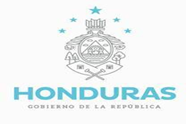 HONDURAS
GOBIERNO DE LA REPÚBLICA